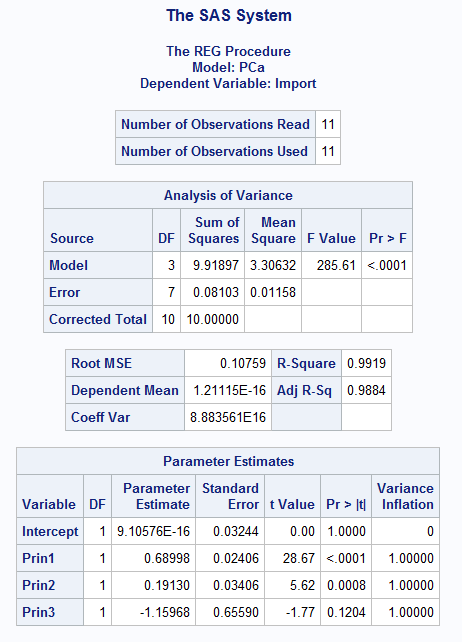 The SAS System
The REG Procedure
Model: PCa
Dependent Variable: Import
Number of Observations Read 11
Number of Observations Used 11
Analysis of Variance
Source DF Sum of Squares Mean Square F Value Pr > F
Model 3 9.91897 3.30632 285.61 <.0001
Error 7 0.08103 0.01158
Corrected Total 10 10.00000
Root MSE 0.10759 R-Square 0.9919
Dependent Mean 1.21115E-16 Adj R-Sq 0.9884
Coeff Var 8.883561E16
Parameter Estimates
Variable DF Parameter Estimate Standard Error t Value Pr > |t| Variance Inflation
Intercept 1 9.10576E-16 0.03244 0.00 1.0000 0
Prin1 1 0.68998 0.02406 28.67 <.0001 1.00000
Prin2 1 0.19130 0.03406 5.62 0.0008 1.00000
Prin3 1 -1.15968 0.65590 -1.77 0.1204 1.00000